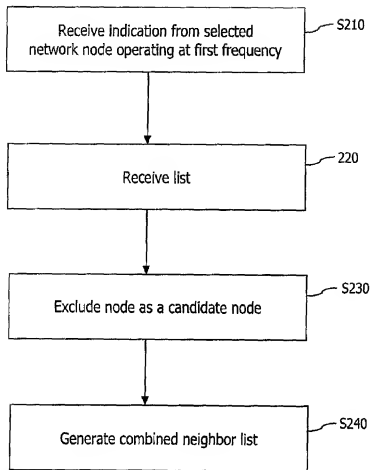 Receive indication from selected
network node operating at first frequency
S210
Receive list
220
Exclude node as a candidate node
S230
Generate combined neighbor list
S240